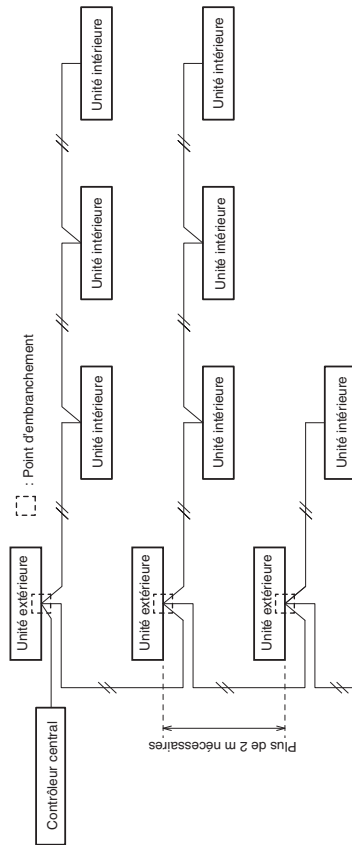 : Point d'embranchement
Contrôleur central
Unité extérieure
Unité intérieure
Unité intérieure
Unité intérieure
Unité extérieure
Unité intérieure
Unité intérieure
Unité intérieure
Plus de 2 m nécessaires
Unité extérieure
Unité intérieure